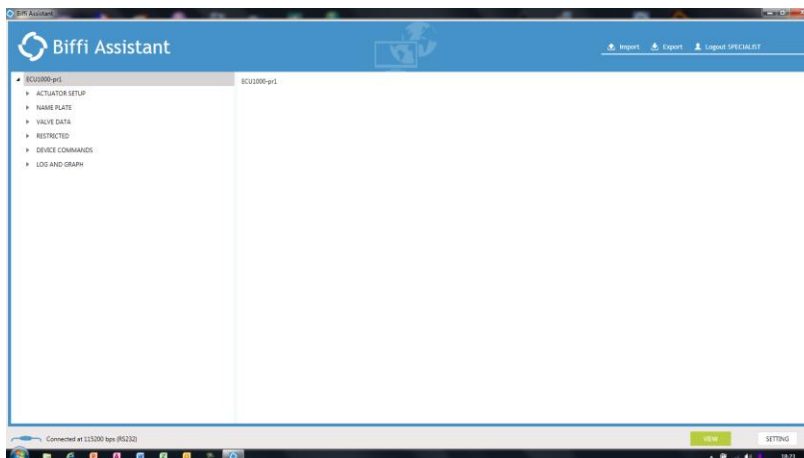 Biffi Assistant
Biffi Assistant
Import Export Logout SPECIALIST
ECU1000-pr1
ACTUATOR SETUP
NAME PLATE
VALVE DATA
RESTRICTED
DEVICE COMMANDS
LOG AND GRAPH
ECU1000-pr1
Connected at 115200 bps (RS232)
VIEW
SETTING